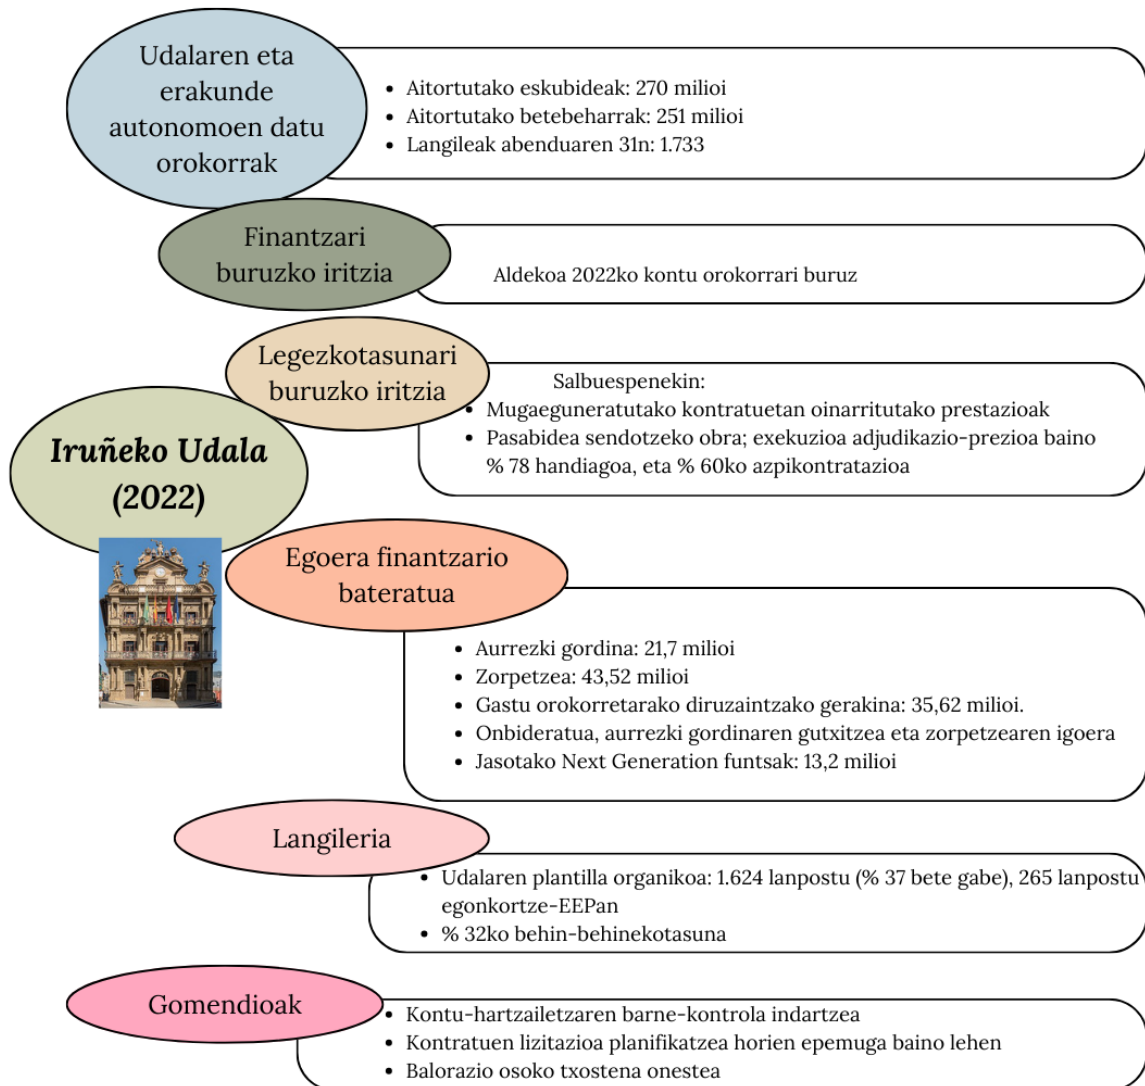 Udalaren eta
erakunde
autonomoen datu
orokorrak
• Aitortutako eskubideak: 270 milioi
• Aitortutako betebeharrak: 251 milioi
• Langileak abenduaren 31n: 1.733
Finantzari
buruzko iritzia
Aldekoa 2022ko kontu orokorrari buruz
Legezkotasunari
buruzko iritzia
Salbuespenekin:
• Mugaeguneratutako kontratuetan oinarritutako prestazioak
• Pasabidea sendotzeko obra; exekuzioa adjudikazio-prezioa baino
% 78 handiagoa, eta % 60ko azpikontratazioa
Iruñeko Udala
(2022)
Egoera finantzario
bateratua
• Aurrezki gordina: 21,7 milioi
• Zorpetzea: 43,52 milioi
• Gastu orokorretarako diruzaintzako gerakina: 35,62 milioi.
• Onbideratua, aurrezki gordinaren gutxitzea eta zorpetzearen igoera
• Jasotako Next Generation funtsak: 13,2 milioi
Langileria
• Udalaren plantilla organikoa: 1.624 lanpostu (% 37 bete gabe), 265 lanpostu
egonkortze-EEPan
• % 32ko behin-behinekotasuna
Gomendioak
• Kontu-hartzailetzaren barne-kontrola indartzea
• Kontratuen lizitazioa planifikatzea horien epemuga baino lehen
• Balorazio osoko txostena onestea